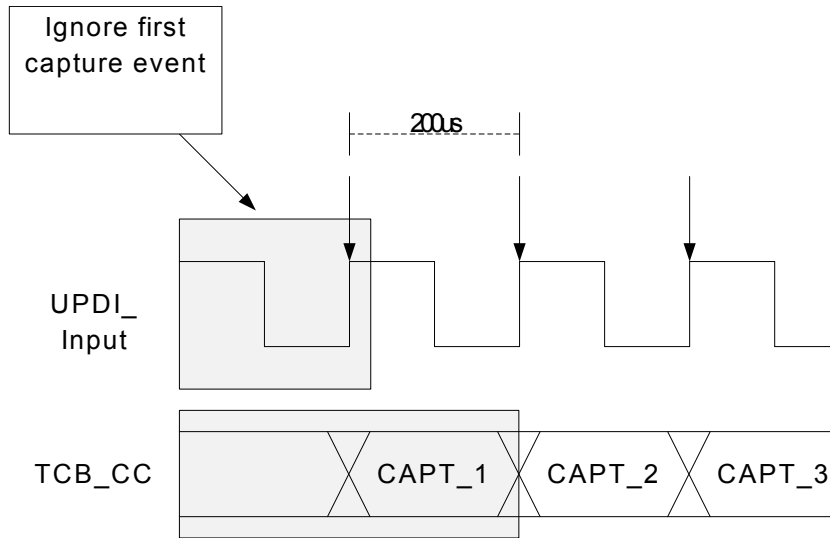 Ignore first
capture event
200us
UPDI_
Input
TCB_CC
CAPT_1
CAPT_2
CAPT_3